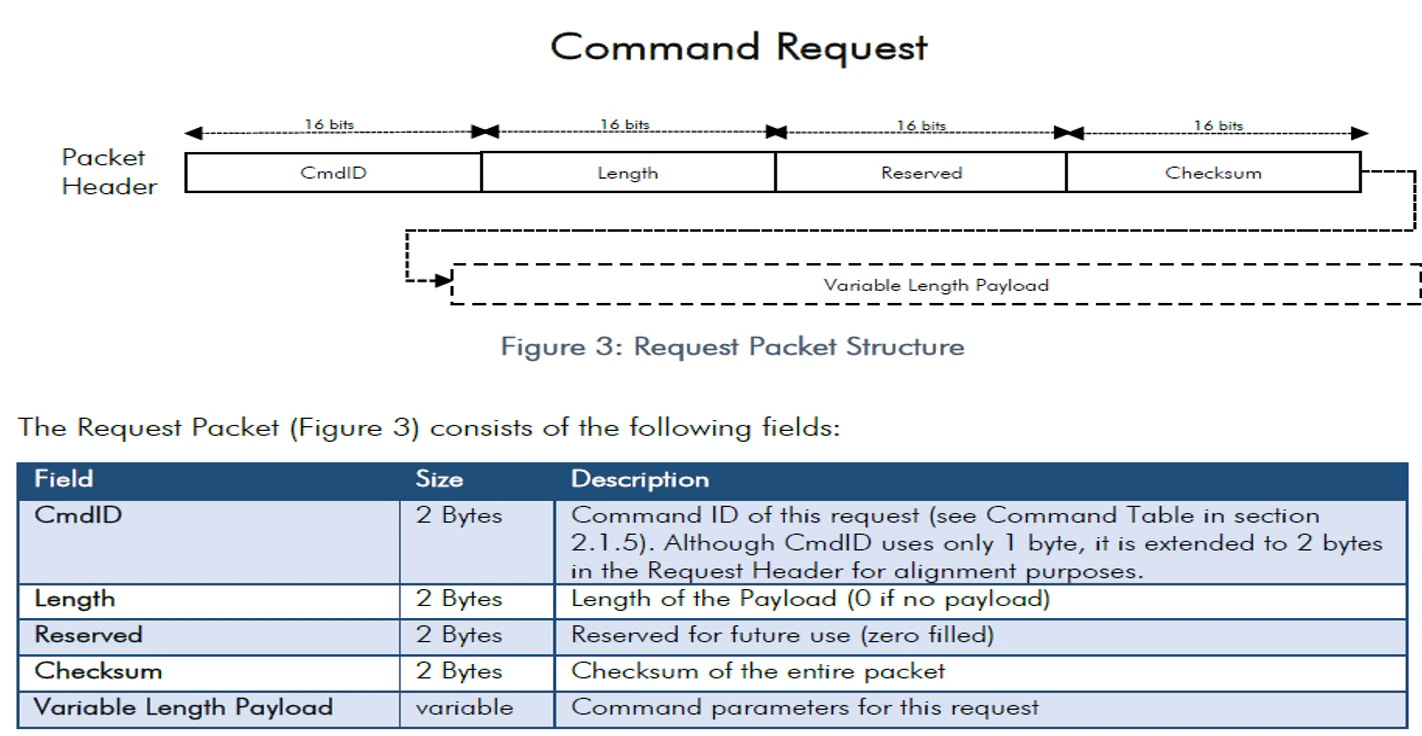 Command Request
16 bits 16 bits 16 bits 16 bits
Packet
Header
CmdID Length Reserved Checksum
Variable Length Payload
Figure 3: Request Packet Structure
The Request Packet (Figure 3) consists of the following fields:
Field Size Description
CmdID 2 Bytes Command ID of this request (see Command Table in section
2.1.5). Although CmdID uses only 1 byte, it is extended to 2 bytes
in the Request Header for alignment purposes.
Length 2 Bytes Length of the Payload (0 if no payload)
Reserved 2 Bytes Reserved for future use (zero filled)
Checksum 2 Bytes Checksum of the entire packet
Variable Length Payload variable Command parameters for this request